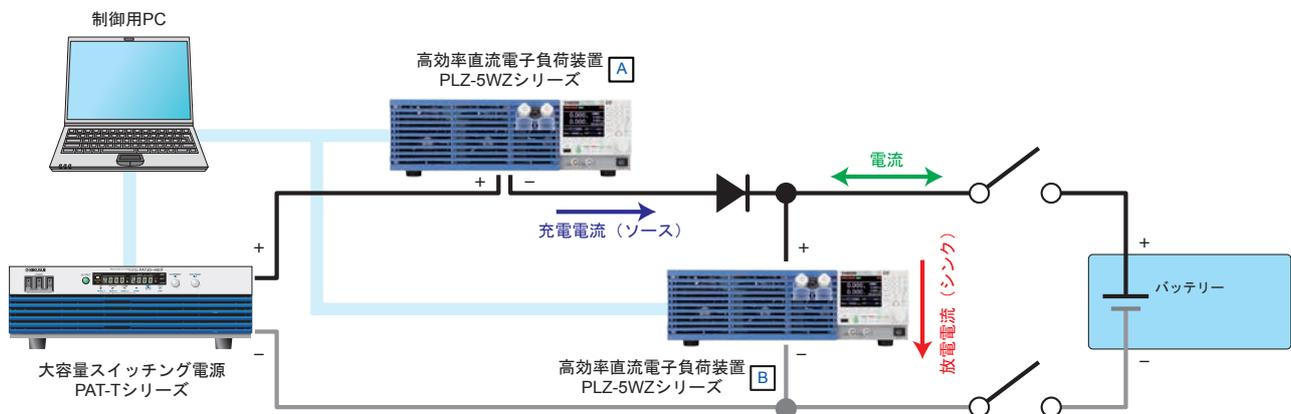 制御用PC
高効率直流電子負荷装置 A
PLZ-5WZシリーズ
電流
+ −
充電電流（ソース）
+
+
+
放電電流（シンク）
バッテリー
−
−
−
大容量スイッチング電源
PAT-Tシリーズ
高効率直流電子負荷装置 B
PLZ-5WZシリーズ